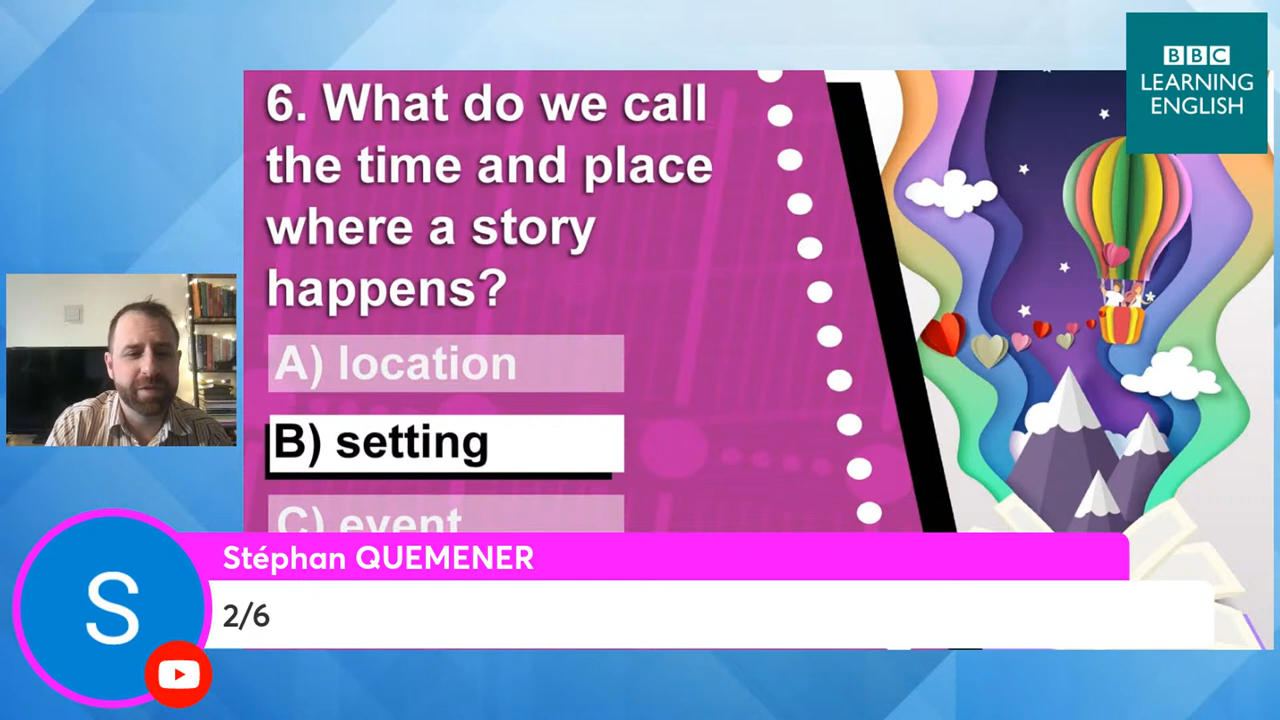 BBC
LEARNING
ENGLISH
6. What do we call
the time and place
where a story
happens?
A) location
B) setting
C) event
S
Stéphan QUEMENER
2/6